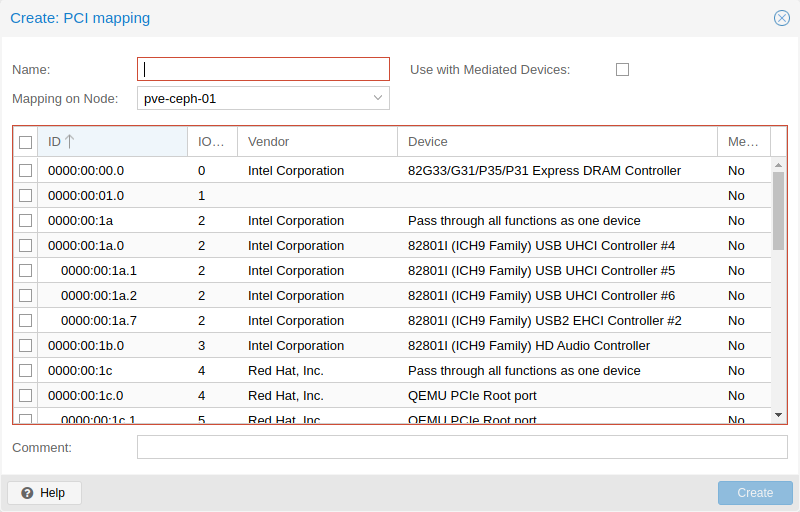 Create: PCI mapping
Name: Use with Mediated Devices:
Mapping on Node: pve-ceph-01
ID IO… Vendor Device Me…
0000:00:00.0 0 Intel Corporation 82G33/G31/P35/P31 Express DRAM Controller No
0000:00:01.0 1 No
0000:00:1a 2 Intel Corporation Pass through all functions as one device No
0000:00:1a.0 2 Intel Corporation 82801I (ICH9 Family) USB UHCI Controller #4 No
0000:00:1a.1 2 Intel Corporation 82801I (ICH9 Family) USB UHCI Controller #5 No
0000:00:1a.2 2 Intel Corporation 82801I (ICH9 Family) USB UHCI Controller #6 No
0000:00:1a.7 2 Intel Corporation 82801I (ICH9 Family) USB2 EHCI Controller #2 No
0000:00:1b.0 3 Intel Corporation 82801I (ICH9 Family) HD Audio Controller No
0000:00:1c 4 Red Hat, Inc. Pass through all functions as one device No
0000:00:1c.0 4 Red Hat, Inc. QEMU PCIe Root port No
0000:00:1c.1 5 Red Hat, Inc. QEMU PCIe Root port No
Comment:
Help Create